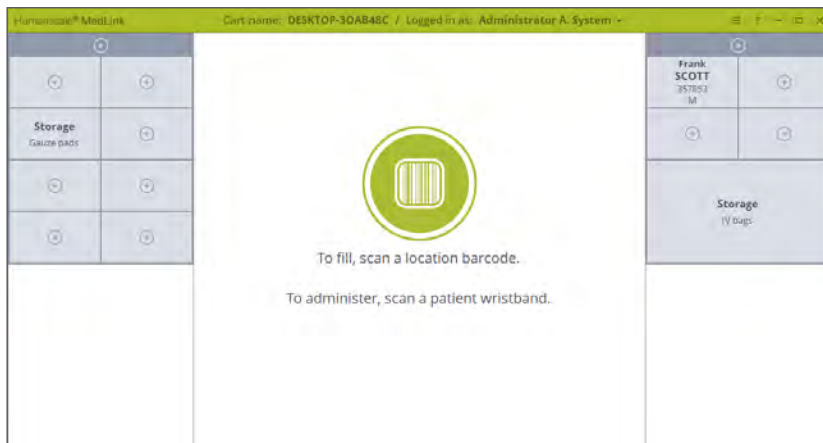 Humanscale® MedLink
Cart name: DESKTOP-3OAB48C / Logged in as: Administrator A. System
Storage
Gauze pads
To fill, scan a location barcode.
To administer, scan a patient wristband.
Frank
SCOTT
357853
M
Storage
IV bags